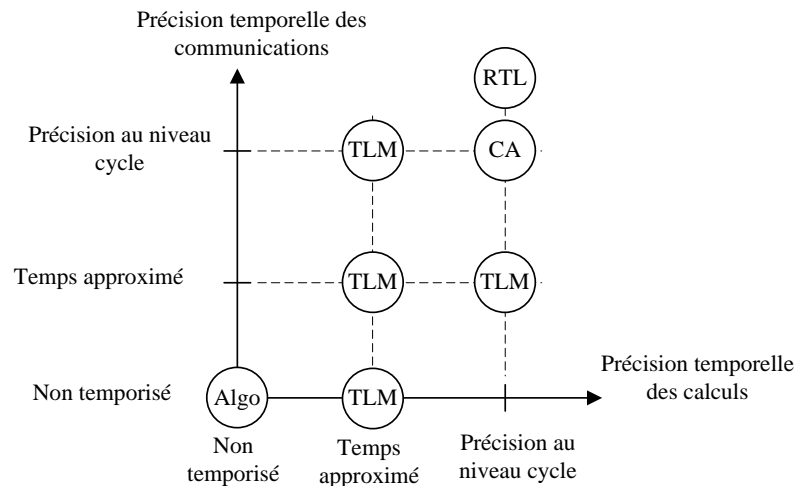 Précision temporelle des
communications
RTL
Précision au niveau
cycle
TLM
CA
Temps approximé
TLM
TLM
Précision temporelle
des calculs
Non temporisé
Algo
TLM
Non
temporisé
Temps
approximé
Précision au
niveau cycle